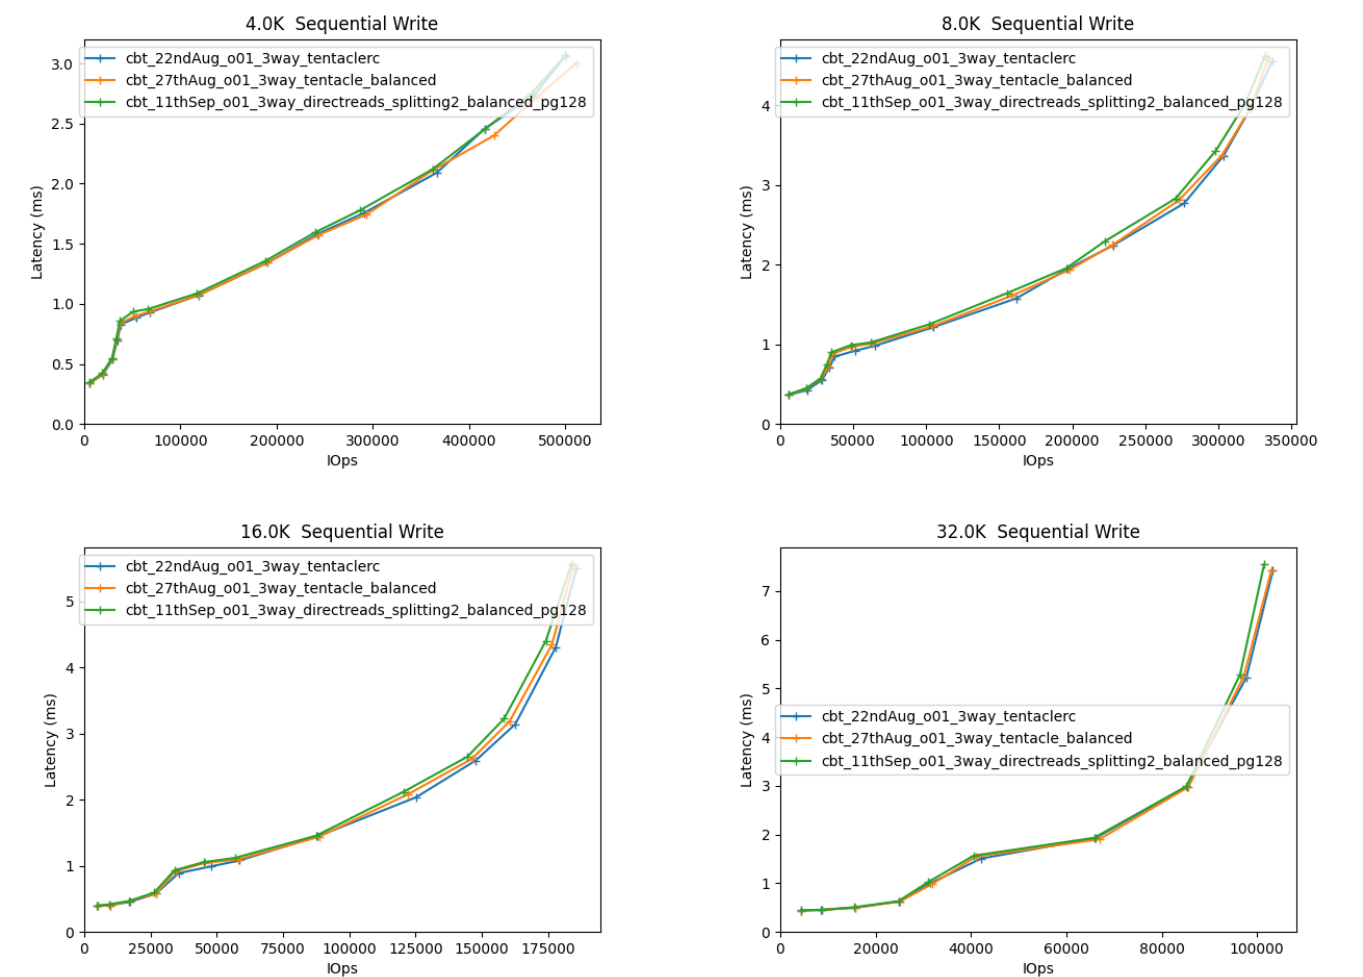 4.0K  Sequential Write
cbt_22ndAug_o01_3way_tentaclerc
cbt_27thAug_o01_3way_tentacle_balanced
cbt_11thSep_o01_3way_directreads_splitting2_balanced_pg128
3.0
2.5
2.0
1.5
1.0
0.5
0.0
Latency (ms)
0 100000 200000 300000 400000 500000
IOps
8.0K  Sequential Write
cbt_22ndAug_o01_3way_tentaclerc
cbt_27thAug_o01_3way_tentacle_balanced
cbt_11thSep_o01_3way_directreads_splitting2_balanced_pg128
4
3
2
1
0
Latency (ms)
0 50000 100000 150000 200000 250000 300000 350000
IOps
16.0K  Sequential Write
cbt_22ndAug_o01_3way_tentaclerc
cbt_27thAug_o01_3way_tentacle_balanced
cbt_11thSep_o01_3way_directreads_splitting2_balanced_pg128
5
4
3
2
1
0
Latency (ms)
0 25000 50000 75000 100000 125000 150000 175000
IOps
32.0K  Sequential Write
7
6
5
4
3
2
1
0
Latency (ms)
cbt_22ndAug_o01_3way_tentaclerc
cbt_27thAug_o01_3way_tentacle_balanced
cbt_11thSep_o01_3way_directreads_splitting2_balanced_pg128
0 20000 40000 60000 80000 100000
IOps